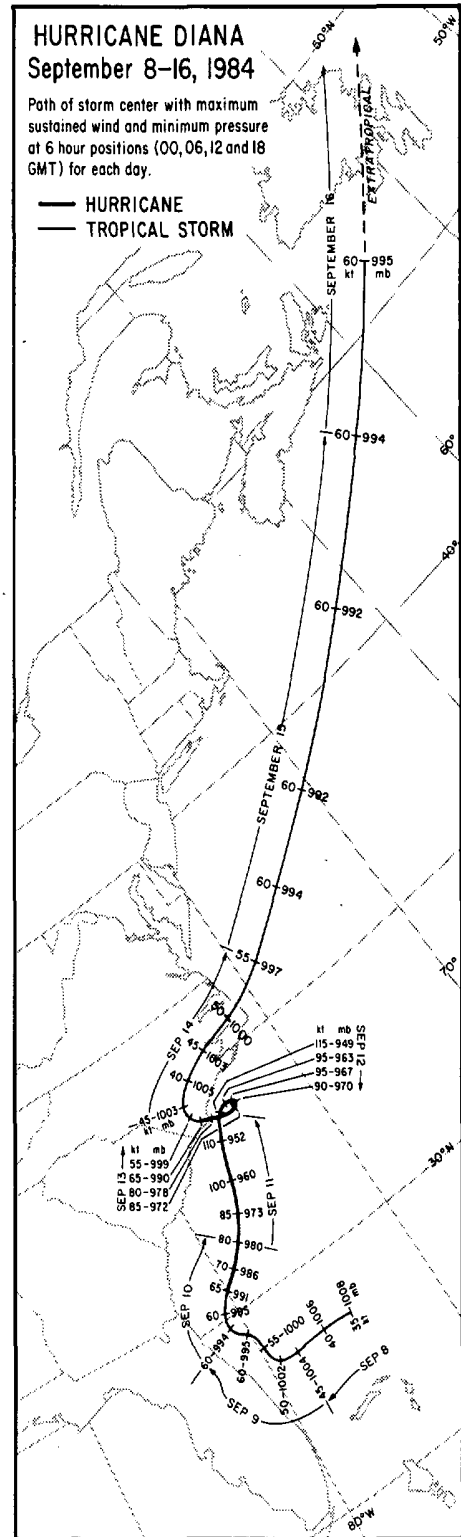 HURRICANE DIANA
September 8-16, 1984
Path of storm center with maximum
sustained wind and minimum pressure
at 6 hour positions (00, 06, 12 and 18
GMT) for each day.
HURRICANE
TROPICAL STORM
50°N
50°W
EXTRATROPICAL
SEPTEMBER 16
60-995
kt mb
60-994
60°
40°
60-992
SEPTEMBER 15
60-992
60-994
70°
55-997
50-1000
SEP 14
45-1003
40-1005
45-1003
kt mb
kt mb
115-949
95-963
95-967
90-970
SEP 12
kt mb
55-999
65-990
80-978
85-972
SEP 13
110-952
30°N
100-960
SEP 11
85-973
80-980
70-986
65-991
SEP 10
60-995
60-994
60-995
55-1000
50-1002
45-1004
40-1006
35-1008
kt mb
SEP 8
SEP 9
80°W